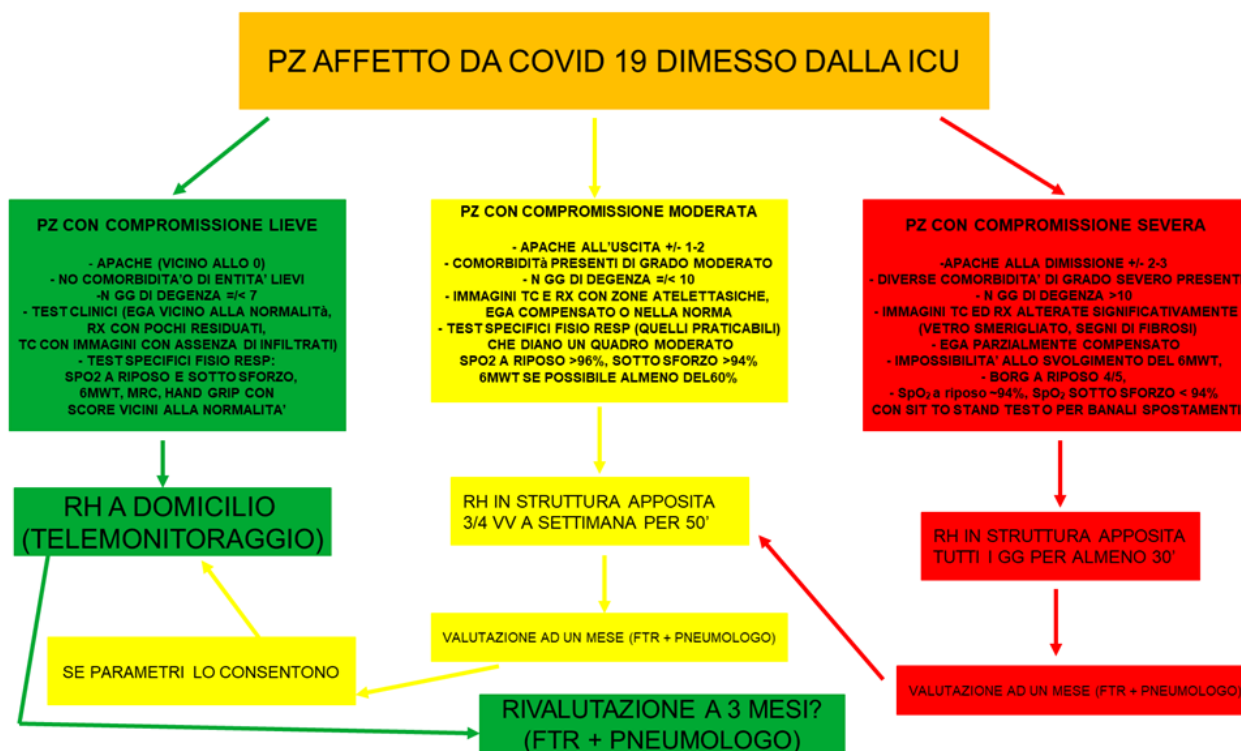 PZ AFFETTO DA COVID 19 DIMESSO DALLA ICU
PZ CON COMPROMISSIONE LIEVE
- APACHE (VICINO ALLO 0)
- NO COMORBIDITA'O DI ENTITA' LIEVI
-N GG DI DEGENZA =/< 7
- TEST CLINICI (EGA VICINO ALLA NORMALITà,
RX CON POCHI RESIDUATI,
TC CON IMMAGINI CON ASSENZA DI INFILTRATI)
- TEST SPECIFICI FISIO RESP:
SPO2 A RIPOSO E SOTTO SFORZO,
6MWT, MRC, HAND GRIP CON
SCORE VICINI ALLA NORMALITA'
PZ CON COMPROMISSIONE MODERATA
- APACHE ALL'USCITA +/- 1-2
- COMORBIDITà PRESENTI DI GRADO MODERATO
- N GG DI DEGENZA =/< 10
- IMMAGINI TC E RX CON ZONE ATELETTASICHE,
EGA COMPENSATO O NELLA NORMA
- TEST SPECIFICI FISIO RESP (QUELLI PRATICABILI)
CHE DIANO UN QUADRO MODERATO
SPO2 A RIPOSO >96%, SOTTO SFORZO >94%
6MWT SE POSSIBILE ALMENO DEL60%
PZ CON COMPROMISSIONE SEVERA
-APACHE ALLA DIMISSIONE +- 2-3
- DIVERSE COMORBIDITA' DI GRADO SEVERO PRESENTI
- N GG DI DEGENZA >10
- IMMAGINI TC ED RX ALTERATE SIGNIFICATIVAMENTE
(VETRO SMERIGLIATO, SEGNI DI FIBROSI)
- EGA PARZIALMENTE COMPENSATO
- IMPOSSIBILITA' ALLO SVOLGIMENTO DEL 6MWT,
- BORG A RIPOSO 4/5,
- SpO₂ a riposo ~94%, SpO₂ SOTTO SFORZO < 94%
CON SIT TO STAND TEST O PER BANALI SPOSTAMENTI
RH A DOMICILIO
(TELEMONITORAGGIO)
RH IN STRUTTURA APPOSITA
3/4 VV A SETTIMANA PER 50'
RH IN STRUTTURA APPOSITA
TUTTI I GG PER ALMENO 30'
SE PARAMETRI LO CONSENTONO
VALUTAZIONE AD UN MESE (FTR + PNEUMOLOGO)
VALUTAZIONE AD UN MESE (FTR + PNEUMOLOGO)
RIVALUTAZIONE A 3 MESI?
(FTR + PNEUMOLOGO)